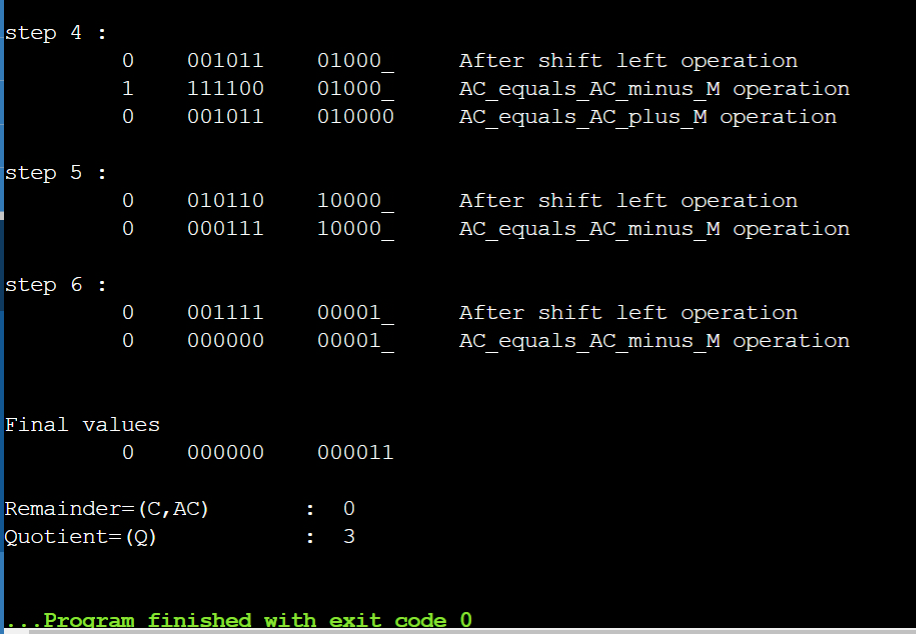 step 4 :
0 001011 01000_ After shift left operation
1 111100 01000_ AC_equals_AC_minus_M operation
0 001011 010000 AC_equals_AC_plus_M operation
step 5 :
0 010110 10000_ After shift left operation
0 000111 10000_ AC_equals_AC_minus_M operation
step 6 :
0 001111 00001_ After shift left operation
0 000000 00001_ AC_equals_AC_minus_M operation
Final values
0 000000 000011
Remainder=(C,AC) : 0
Quotient=(Q) : 3
...Program finished with exit code 0